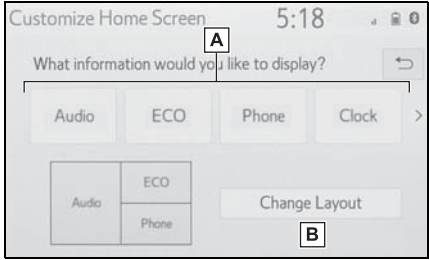 Customize Home Screen 5:18 0
A
What information would you like to display?
Audio ECO Phone Clock >
Audio ECO
Phone
Change Layout
B